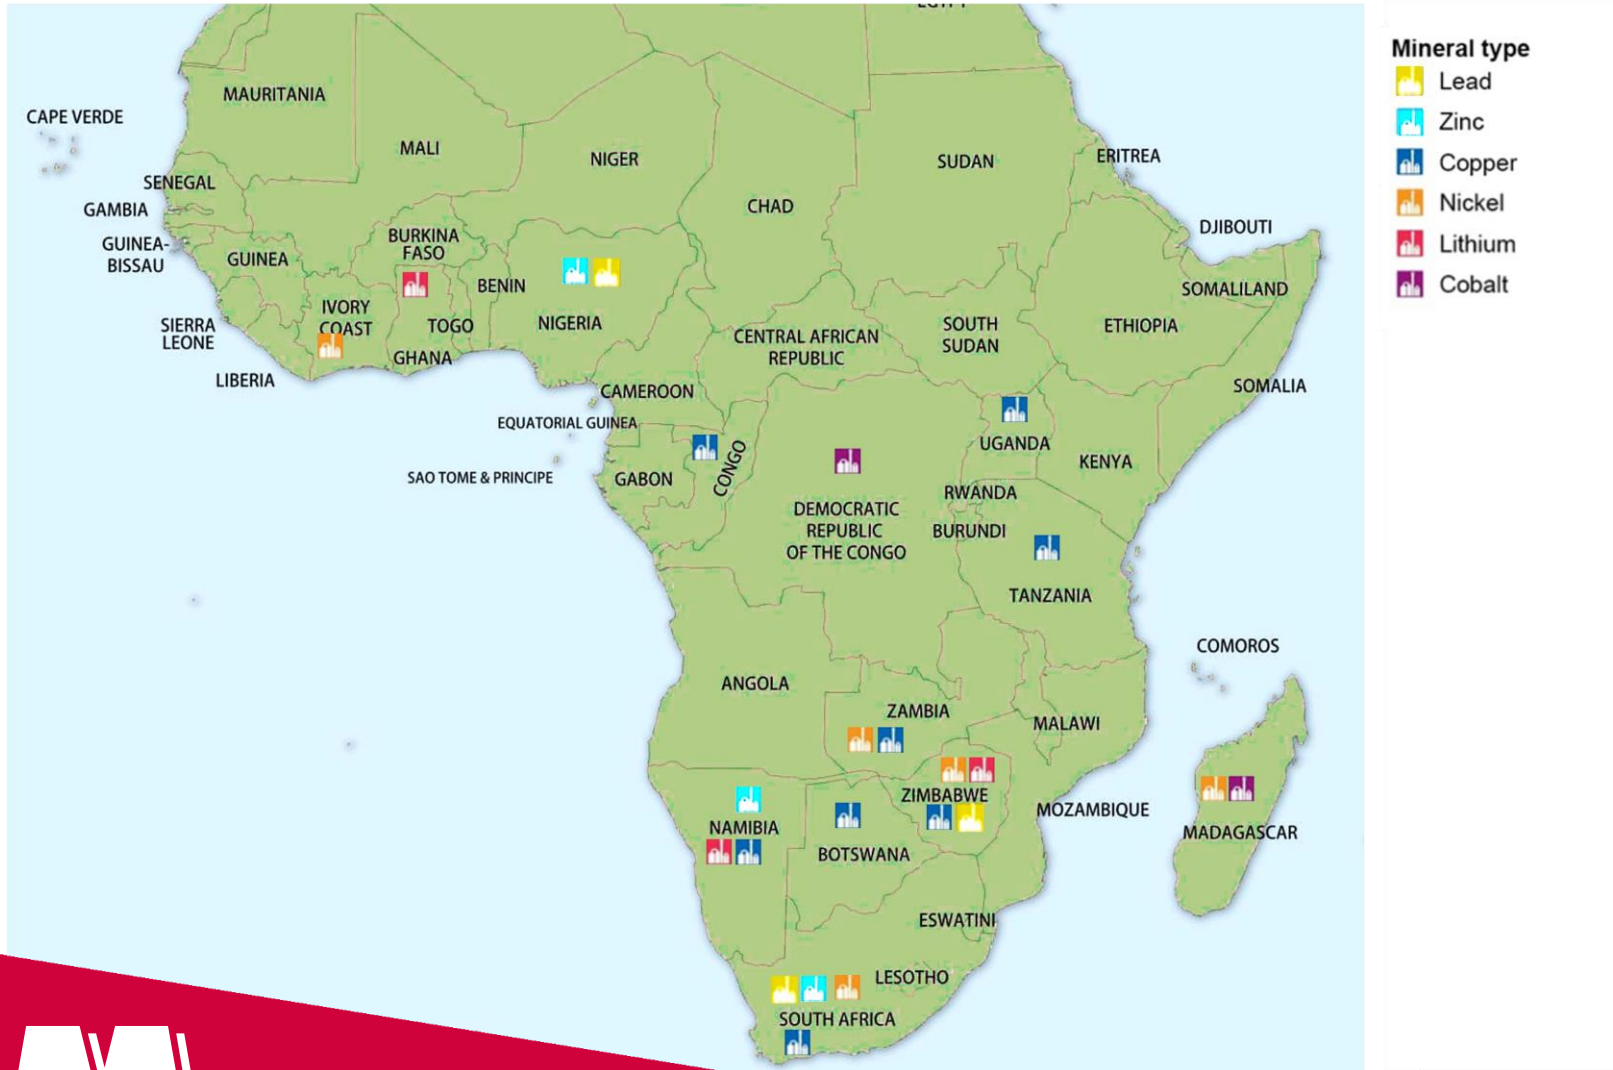 EGYPT
MAURITANIA
CAPE VERDE
MALI
NIGER
SUDAN
ERITREA
SENEGAL
CHAD
GAMBIA
DJIBOUTI
BURKINA
FASO
GUINEA-
BISSAU
GUINEA
BENIN
SOMALILAND
IVORY
COAST
TOGO
NIGERIA
SOUTH
SUDAN
ETHIOPIA
SIERRA
LEONE
CENTRAL AFRICAN
REPUBLIC
GHANA
LIBERIA
CAMEROON
SOMALIA
EQUATORIAL GUINEA
UGANDA
KENYA
SAO TOME & PRINCIPE
GABON
CONGO
RWANDA
DEMOCRATIC
REPUBLIC
OF THE CONGO
BURUNDI
TANZANIA
COMOROS
ANGOLA
ZAMBIA
MALAWI
ZIMBABWE
MOZAMBIQUE
NAMIBIA
MADAGASCAR
BOTSWANA
ESWATINI
LESOTHO
SOUTH AFRICA
Mineral type
Lead
Zinc
Copper
Nickel
Lithium
Cobalt